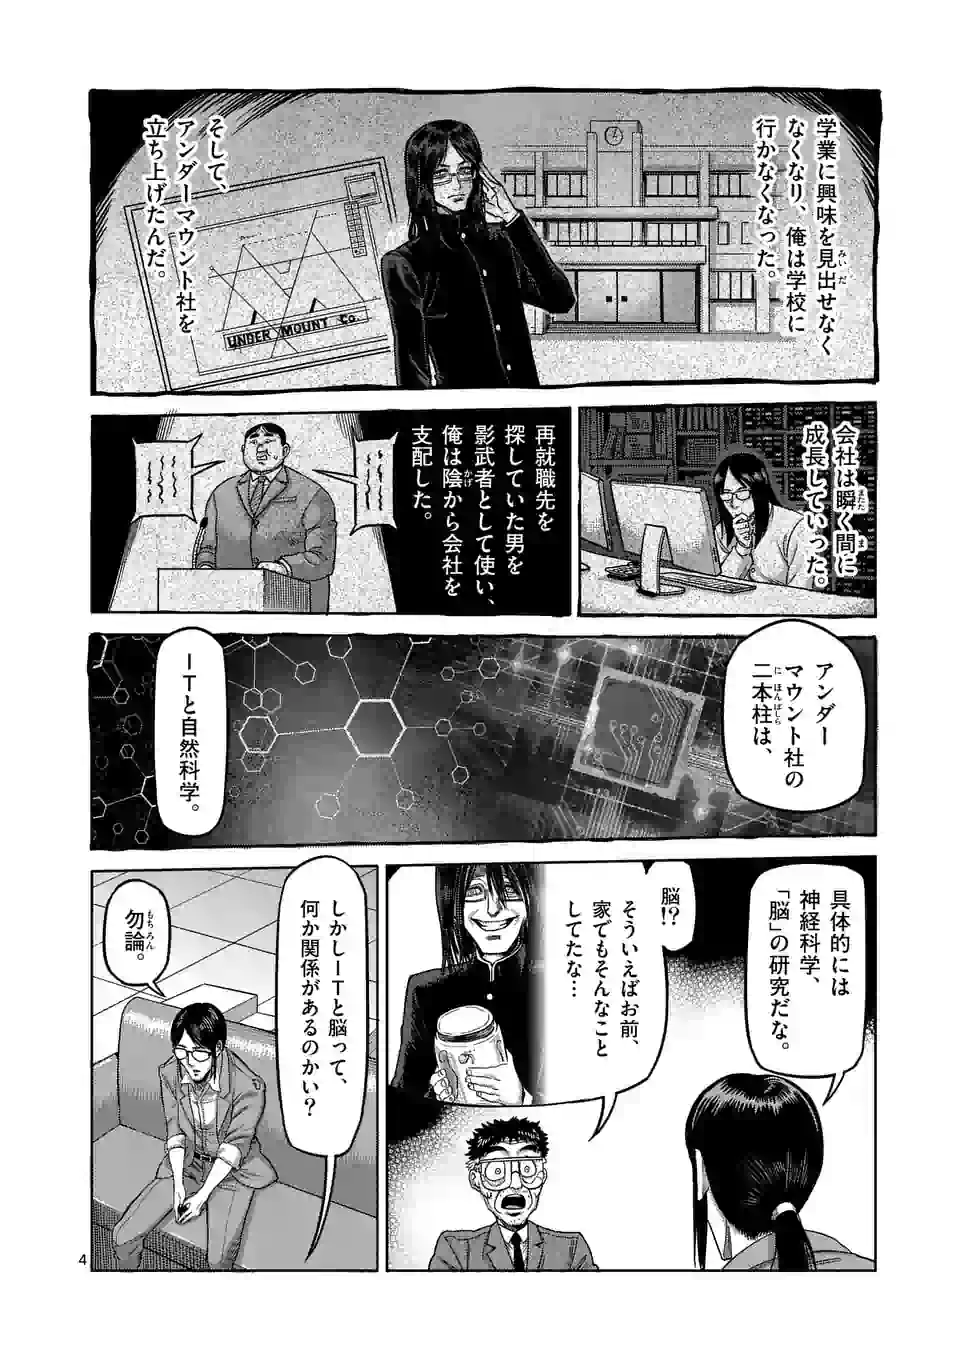 学業に興味を見出せなく
なくなり、俺は学校に
行かなくなった。
そして、
アンダーマウント社を
立ち上げたんだ。
UNDER MOUNT Co.
会社は瞬く間に
成長していった。
再就職先を
探していた男を
影武者として使い、
俺は陰から会社を
支配した。
アンダー
マウント社の
二本柱は、
ITと自然科学。
具体的には
神経科学、
「脳」の研究だな。
脳!?
そういえばお前、
家でもそんなこと
してたな…
しかしITと脳って、
何か関係があるのかい？
勿論。
4